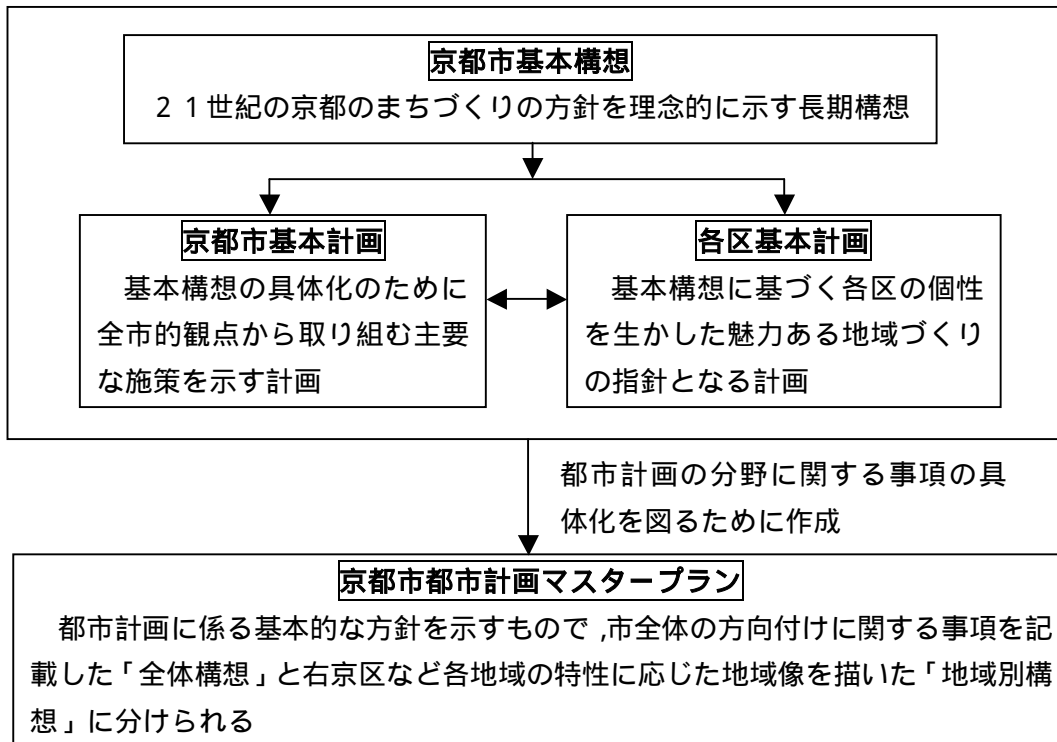 京都市基本構想
21世紀の京都のまちづくりの方針を理念的に示す長期構想
京都市基本計画
基本構想の具体化のために
全市的観点から取り組む主要
な施策を示す計画
各区基本計画
基本構想に基づく各区の個性
を生かした魅力ある地域づくり
の指針となる計画
都市計画の分野に関する事項の具
体化を図るために作成
京都市都市計画マスタープラン
都市計画に係る基本的な方針を示すもので,市全体の方向付けに関する事項を記
載した「全体構想」と右京区など各地域の特性に応じた地域像を描いた「地域別構
想」に分けられる